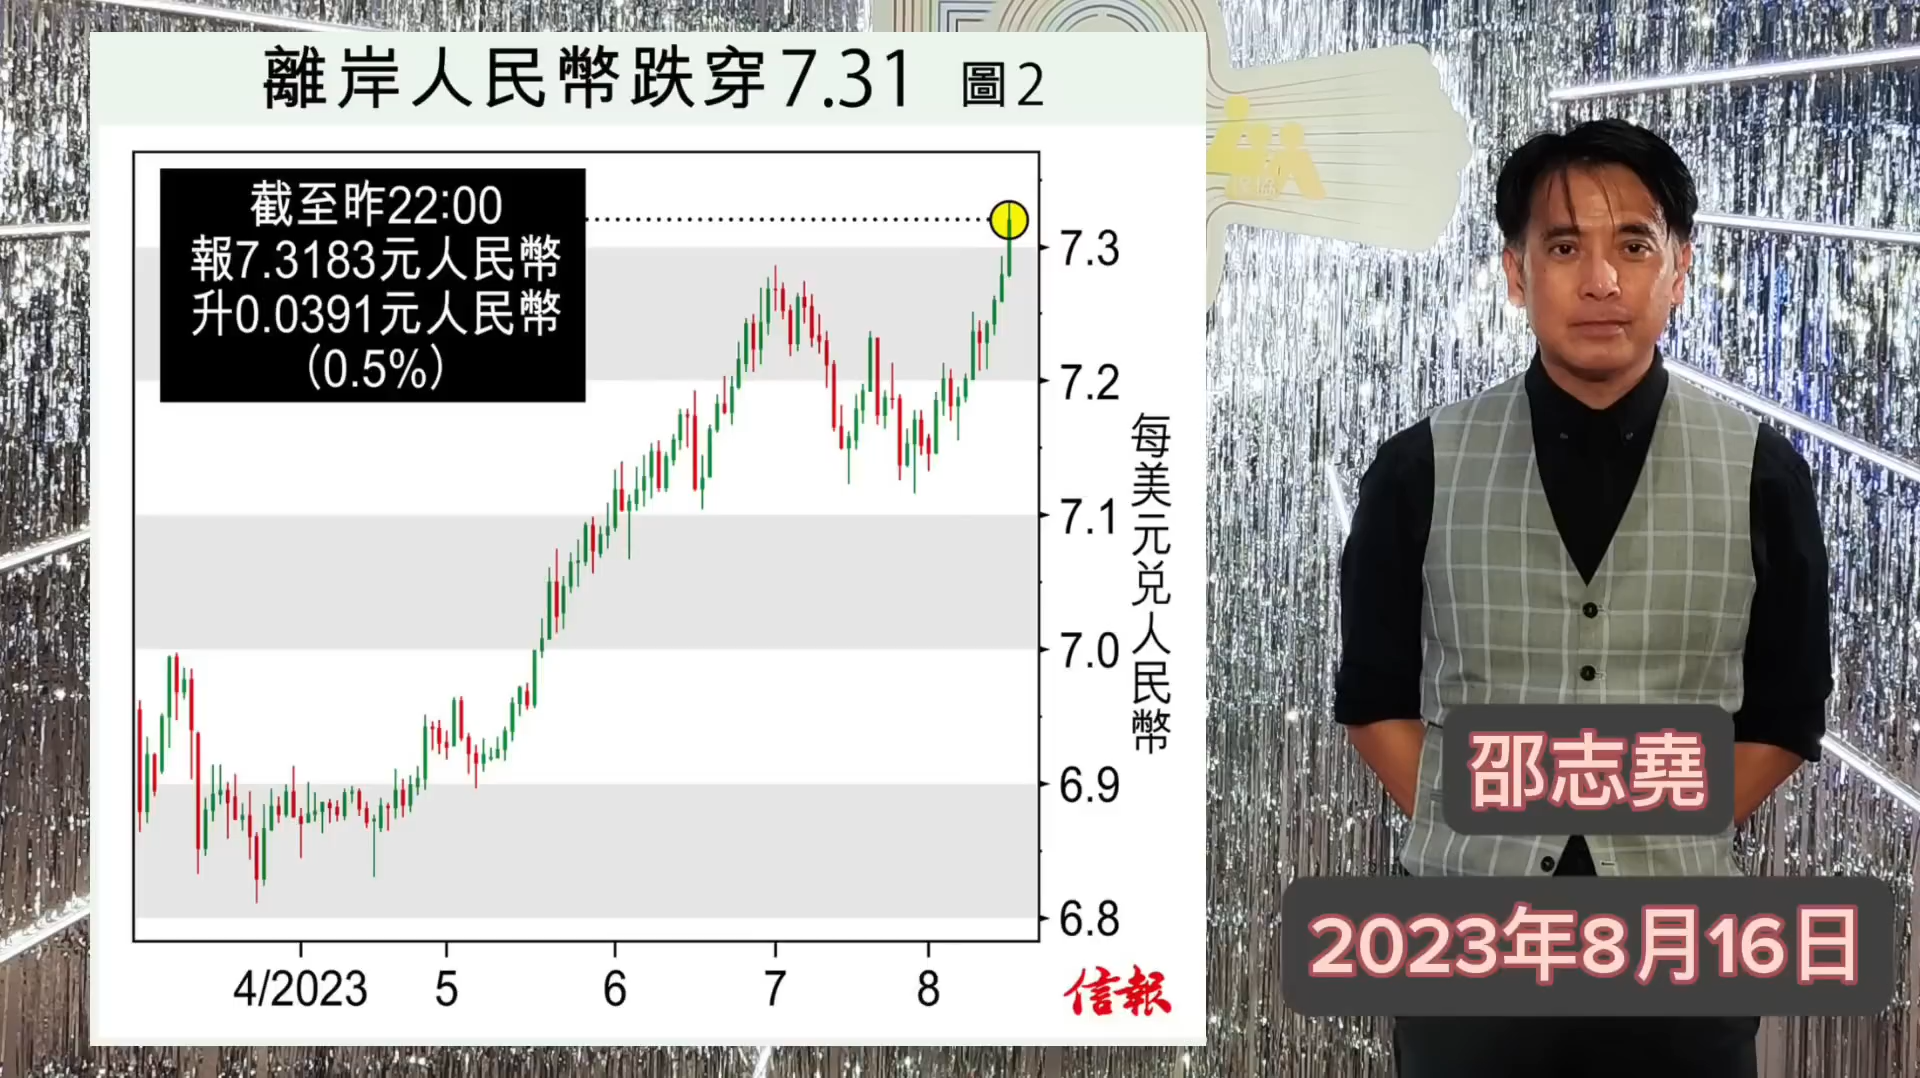 離岸人民幣跌穿7.31 圖2
截至昨22:00
報7.3183元人民幣
升0.0391元人民幣
(0.5%)
7.3
7.2
7.1
7.0
6.9
6.8
每美元兌人民幣
4/2023 5 6 7 8
信報
邵志堯
2023年8月16日